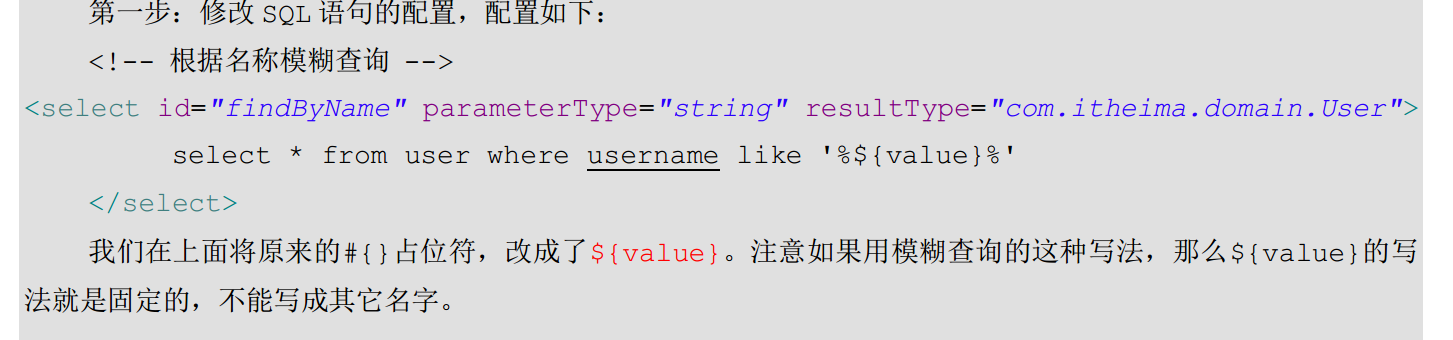 第一步：修改 SQL 语句的配置，配置如下：
<!-- 根据名称模糊查询 -->
<select id="findByName" parameterType="string" resultType="com.itheima.domain.User">
select * from user where username like '%${value}%'
</select>
我们在上面将原来的#{}占位符，改成了${value}。注意如果用模糊查询的这种写法，那么${value}的写
法就是固定的，不能写成其它名字。